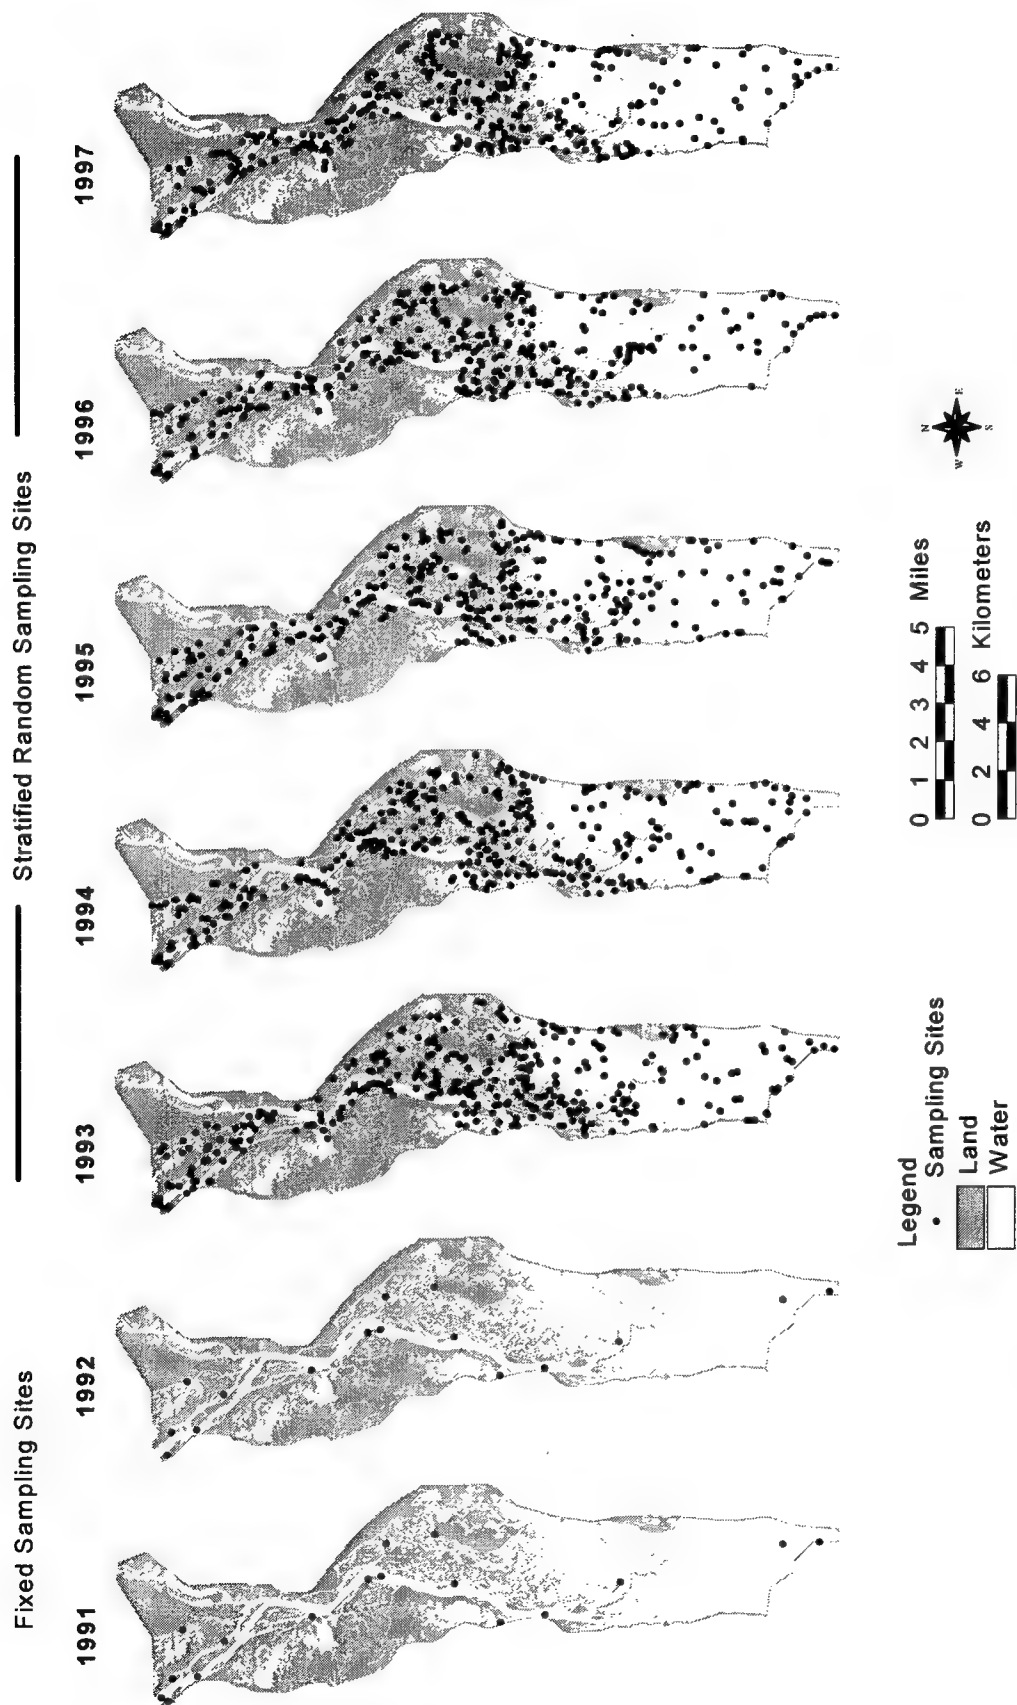 Fixed Sampling Sites
Stratified Random Sampling Sites
1991
1992
1993
1994
1995
1996
1997
Legend
Sampling Sites
Land
Water
0 1 2 3 4 5 Miles
0 2 4 6 Kilometers
N
W E
S